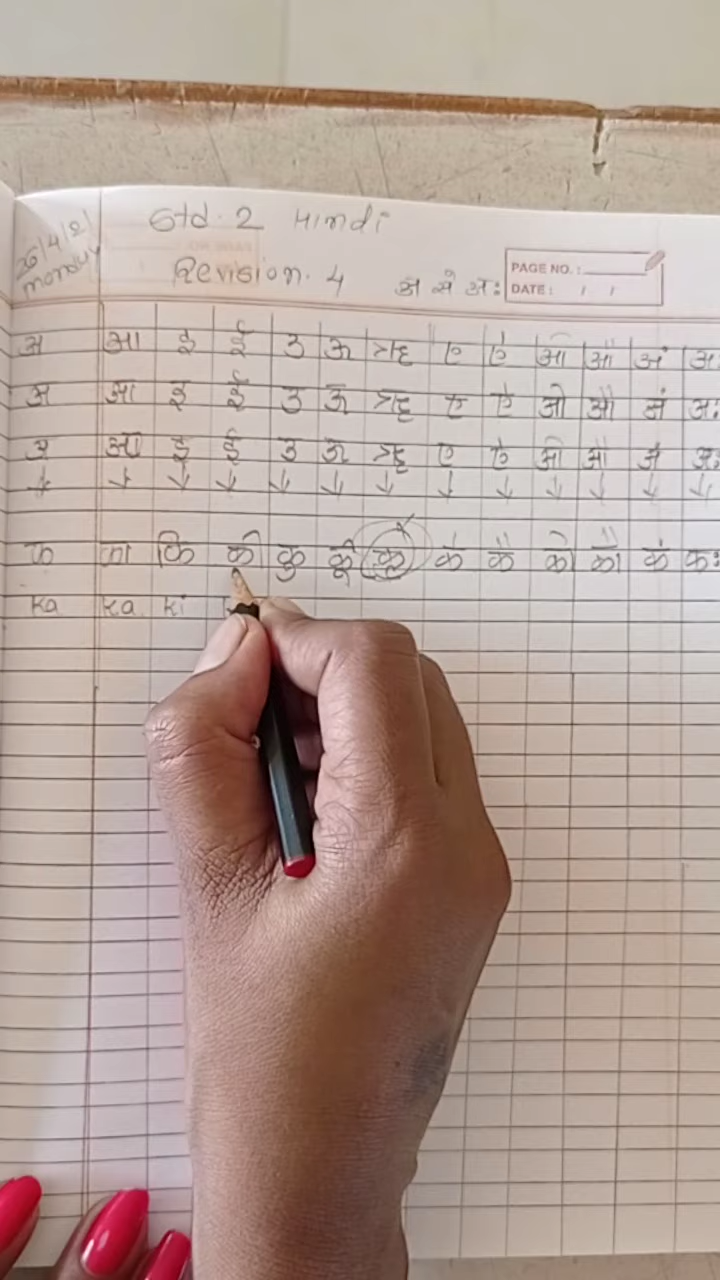 26/4/21 Std. 2 Hindi
Monday Revision. 4 अ से अः PAGE NO. :
DATE : / /
अ आ इ ई उ ऊ ऋ ए ऐ ओ औ अं अः
अ आ इ ई उ ऊ ऋ ए ऐ ओ औ अं अः
अ आ इ ई उ ऊ ऋ ए ऐ ओ औ अं अः
↓ ↓ ↓ ↓ ↓ ↓ ↓ ↓ ↓ ↓ ↓ ↓ ↓
क का कि की कु कू कृ के कै को कौ कं कः
ka ka ki